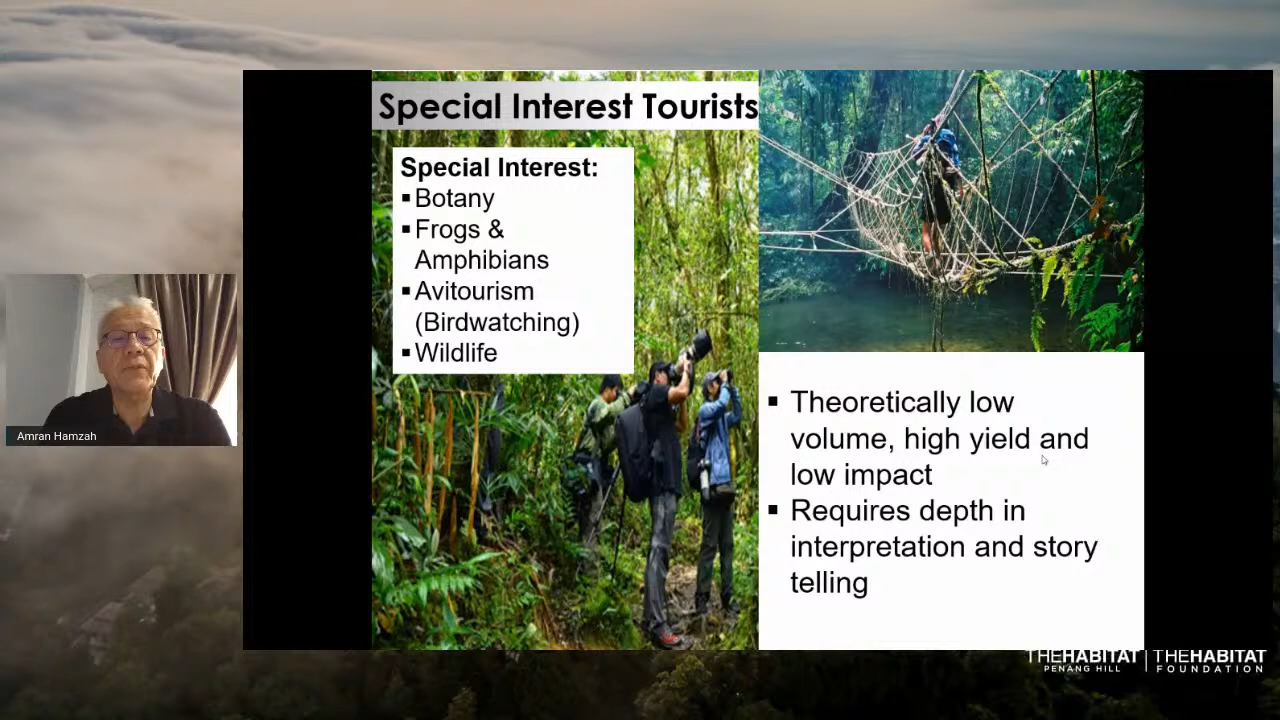 Special Interest Tourists
Special Interest:
▪Botany
▪Frogs &
Amphibians
▪Avitourism
(Birdwatching)
▪Wildlife
▪ Theoretically low
volume, high yield and
low impact
▪ Requires depth in
interpretation and story
telling
Amran Hamzah
THEHABITAT | THEHABITAT
PENANG HILL FOUNDATION